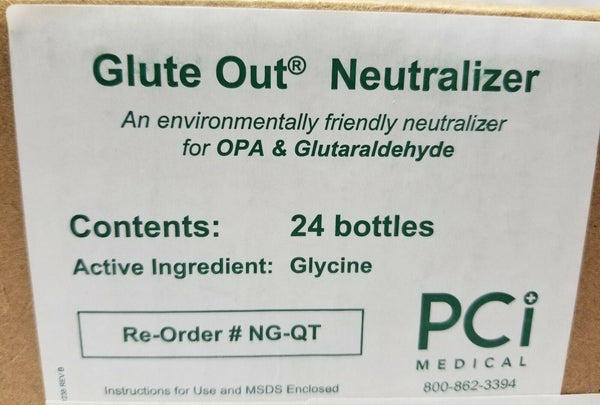 Glute Out® Neutralizer
An environmentally friendly neutralizer
for OPA & Glutaraldehyde
Contents: 24 bottles
Active Ingredient: Glycine
Re-Order # NG-QT
PCi
MEDICAL
800-862-3394
Instructions for Use and MSDS Enclosed
REV B